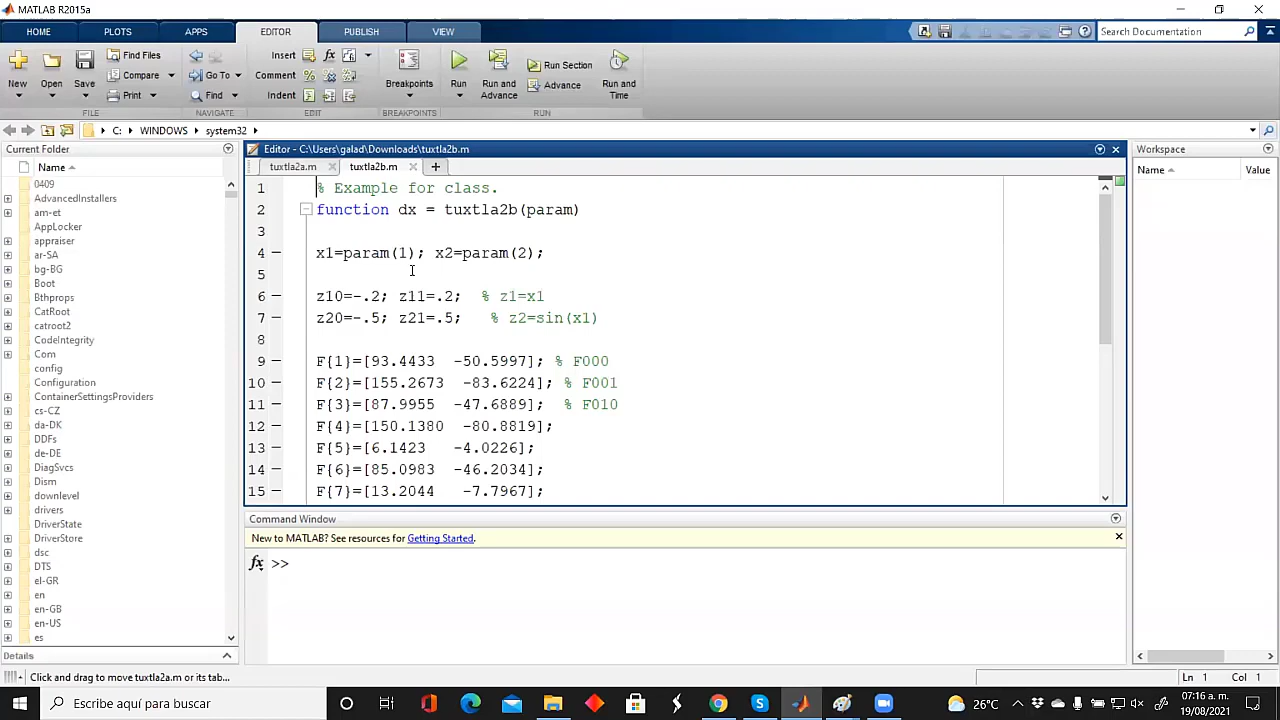 MATLAB R2015a
HOME
PLOTS
APPS
EDITOR
PUBLISH
VIEW
Search Documentation
New
Open
Save
Find Files
Compare
Print
Go To
Find
Insert
Comment
Indent
Breakpoints
Run
Run and Advance
Run Section
Advance
Run and Time
FILE
NAVIGATE
EDIT
BREAKPOINTS
RUN
C: WINDOWS system32
Current Folder
Name
0409
AdvancedInstallers
am-et
AppLocker
appraiser
ar-SA
bg-BG
Boot
Bthprops
CatRoot
catroot2
CodeIntegrity
Com
config
Configuration
ContainerSettingsProviders
cs-CZ
da-DK
DDFs
de-DE
DiagSvcs
Dism
downlevel
drivers
DriverState
DriverStore
dsc
DTS
el-GR
en
en-GB
en-US
es
Details
Editor - C:\Users\galad\Downloads\tuxtla2b.m
tuxtla2a.m
tuxtla2b.m
1 % Example for class.
2 function dx = tuxtla2b(param)
3
4 x1=param(1); x2=param(2);
5
6 z10=-.2; z11=.2; % z1=x1
7 z20=-.5; z21=.5; % z2=sin(x1)
8
9 F{1}=[93.4433 -50.5997]; % F000
10 F{2}=[155.2673 -83.6224]; % F001
11 F{3}=[87.9955 -47.6889]; % F010
12 F{4}=[150.1380 -80.8819];
13 F{5}=[6.1423 -4.0226];
14 F{6}=[85.0983 -46.2034];
15 F{7}=[13.2044 -7.7967];
Command Window
New to MATLAB? See resources for Getting Started.
fx >>
Workspace
Name Value
Click and drag to move tuxtla2a.m or its tab...
Ln 1 Col 1
Escribe aquí para buscar
26°C
07:16 a. m.
19/08/2021